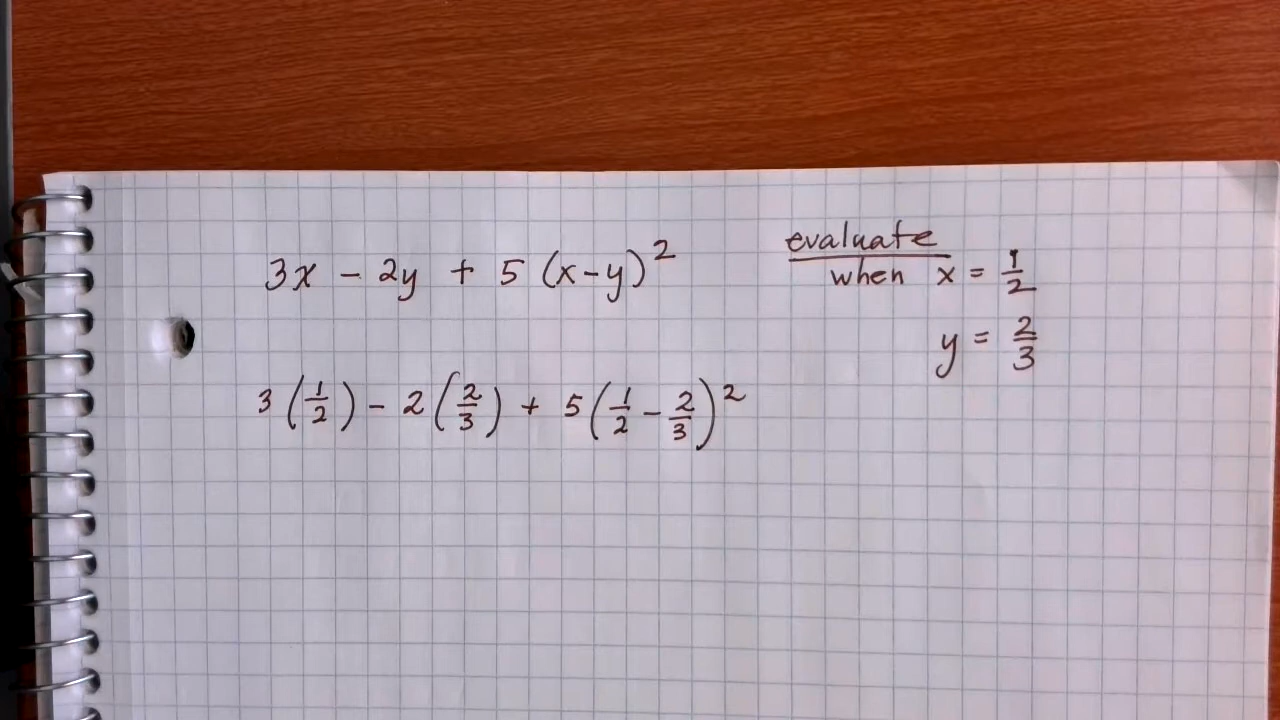 3x - 2y + 5 (x-y)²
evaluate
when x = 1/2
y = 2/3
3(1/2) - 2(2/3) + 5(1/2 - 2/3)²